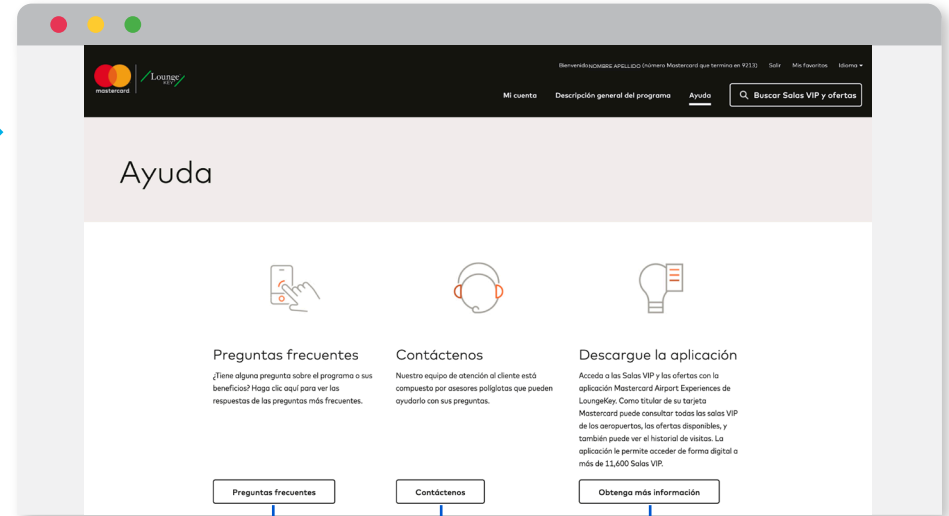 mastercard
Lounge
KEY
Bienvenido NOMBRE APELLIDO (número Mastercard que termina en 9213) Salir Mis favoritos Idioma
Mi cuenta Descripción general del programa Ayuda Buscar Salas VIP y ofertas
Ayuda
Preguntas frecuentes
¿Tiene alguna pregunta sobre el programa o sus
beneficios? Haga clic aquí para ver las
respuestas de las preguntas más frecuentes.
Preguntas frecuentes
Contáctenos
Nuestro equipo de atención al cliente está
compuesto por asesores políglotas que pueden
ayudarlo con sus preguntas.
Contáctenos
Descargue la aplicación
Acceda a las Salas VIP y las ofertas con la
aplicación Mastercard Airport Experiences de
LoungeKey. Como titular de su tarjeta
Mastercard puede consultar todas las salas VIP
de los aeropuertos, las ofertas disponibles, y
también puede ver el historial de visitas. La
aplicación le permite acceder de forma digital a
más de 11,600 Salas VIP.
Obtenga más información